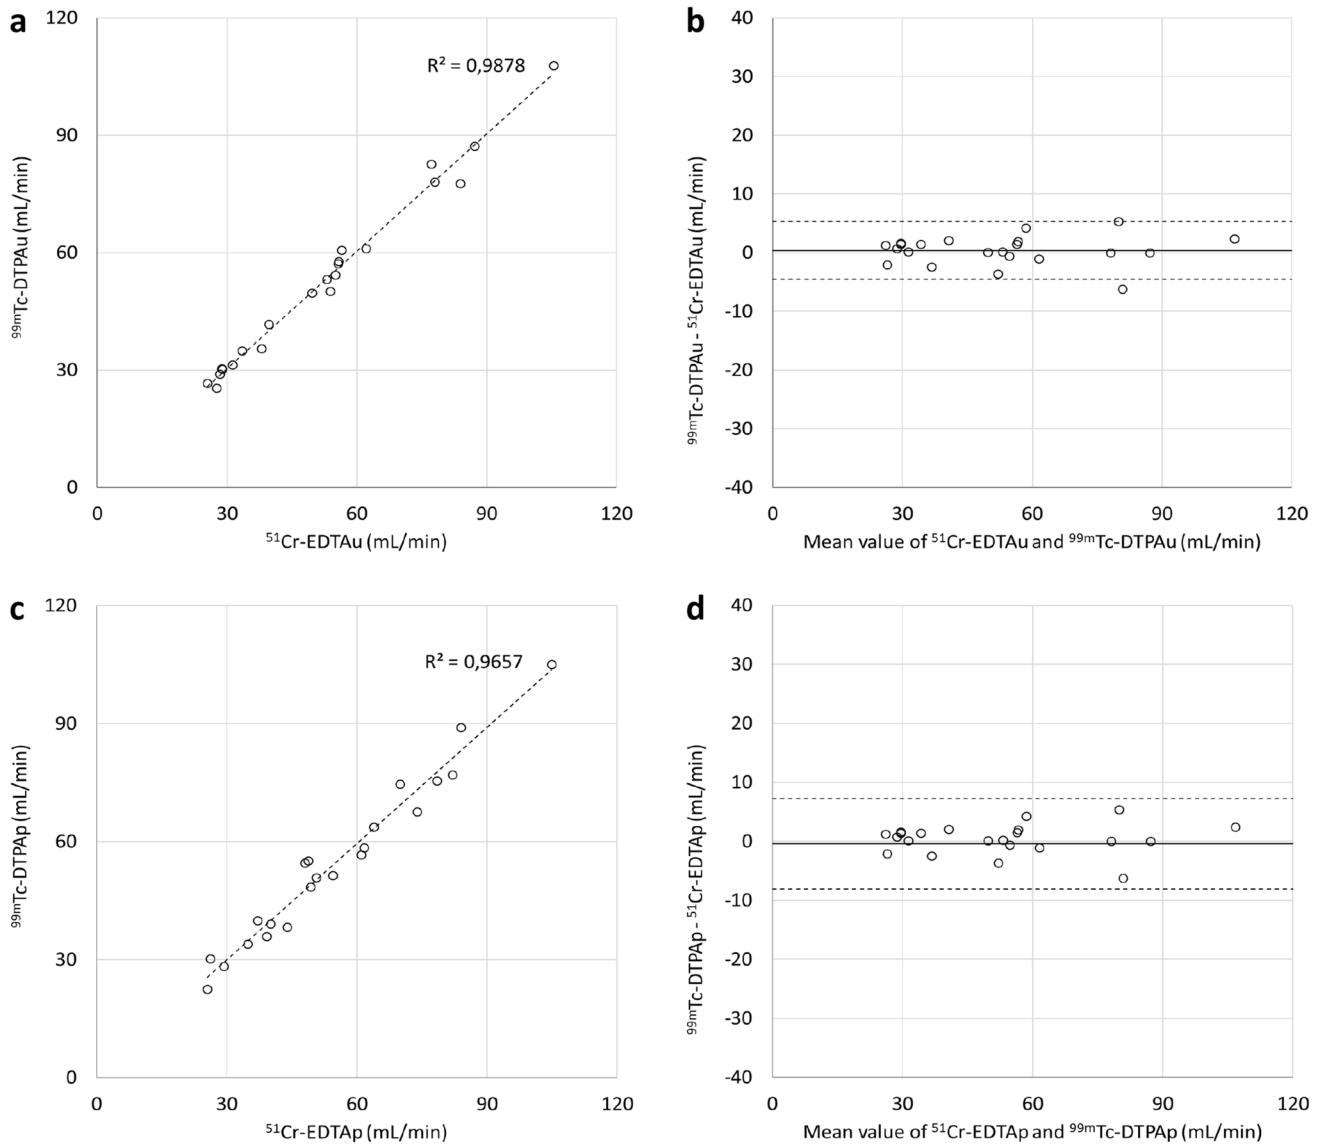 a
120
90
60
30
0
R² = 0,9878
⁹⁹ᵐTc-DTPAu (mL/min)
0 30 60 90 120
⁵¹Cr-EDTAu (mL/min)
b
40
30
20
10
0
-10
-20
-30
-40
⁹⁹ᵐTc-DTPAu - ⁵¹Cr-EDTAu (mL/min)
0 30 60 90 120
Mean value of ⁵¹Cr-EDTAu and ⁹⁹ᵐTc-DTPAu (mL/min)
c
120
90
60
30
0
R² = 0,9657
⁹⁹ᵐTc-DTPAp (mL/min)
0 30 60 90 120
⁵¹Cr-EDTAp (mL/min)
d
40
30
20
10
0
-10
-20
-30
-40
⁹⁹ᵐTc-DTPAp - ⁵¹Cr-EDTAp (mL/min)
0 30 60 90 120
Mean value of ⁵¹Cr-EDTAp and ⁹⁹ᵐTc-DTPAp (mL/min)